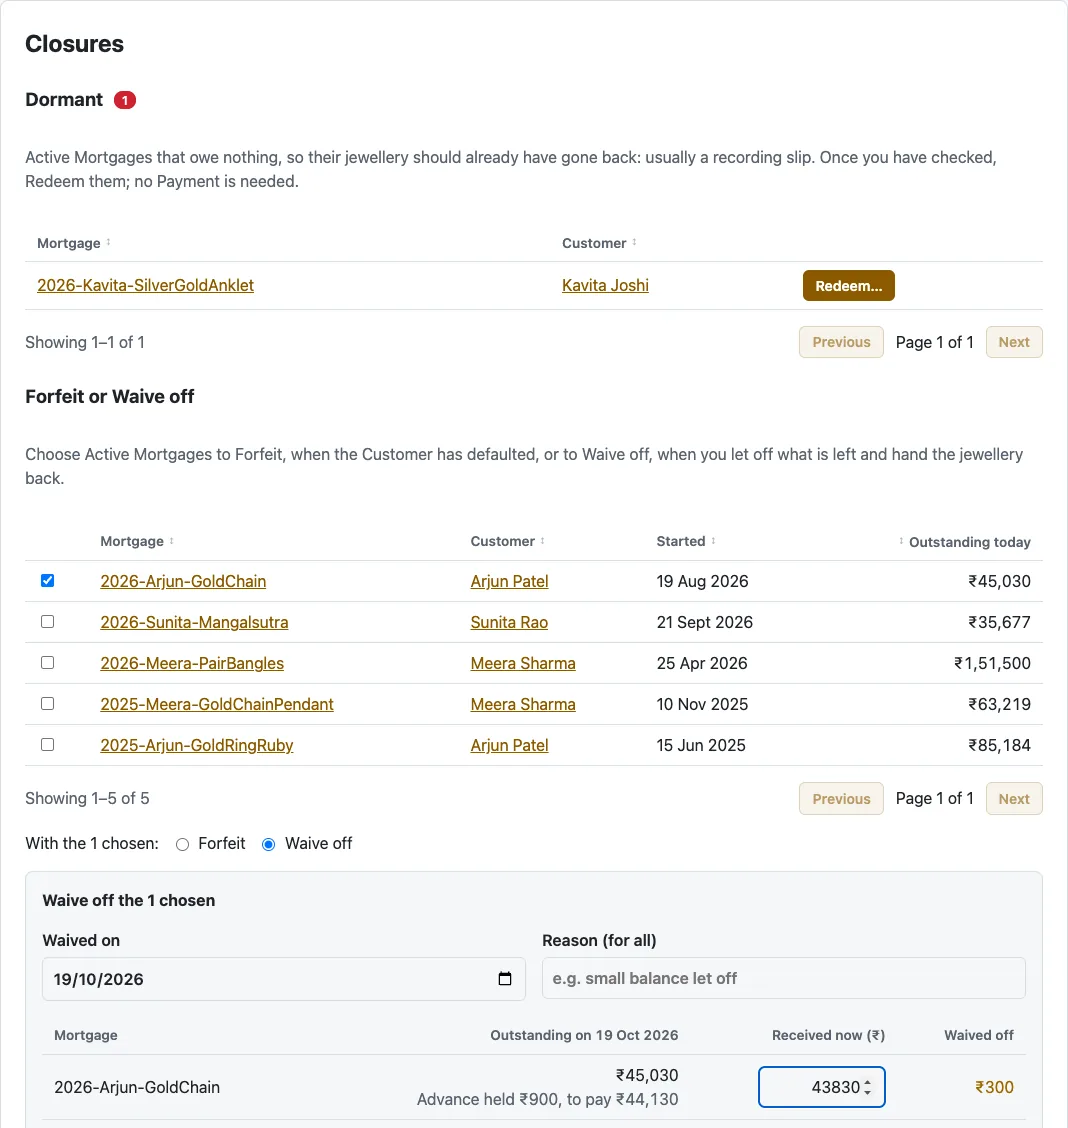 Closures
Dormant 1
Active Mortgages that owe nothing, so their jewellery should already have gone back: usually a recording slip. Once you have checked,
Redeem them; no Payment is needed.
Mortgage Customer
2026-Kavita-SilverGoldAnklet Kavita Joshi Redeem...
Showing 1–1 of 1 Previous Page 1 of 1 Next
Forfeit or Waive off
Choose Active Mortgages to Forfeit, when the Customer has defaulted, or to Waive off, when you let off what is left and hand the jewellery
back.
Mortgage Customer Started Outstanding today
2026-Arjun-GoldChain Arjun Patel 19 Aug 2026 ₹45,030
2026-Sunita-Mangalsutra Sunita Rao 21 Sept 2026 ₹35,677
2026-Meera-PairBangles Meera Sharma 25 Apr 2026 ₹1,51,500
2025-Meera-GoldChainPendant Meera Sharma 10 Nov 2025 ₹63,219
2025-Arjun-GoldRingRuby Arjun Patel 15 Jun 2025 ₹85,184
Showing 1–5 of 5 Previous Page 1 of 1 Next
With the 1 chosen: Forfeit Waive off
Waive off the 1 chosen
Waived on Reason (for all)
19/10/2026 e.g. small balance let off
Mortgage Outstanding on 19 Oct 2026 Received now (₹) Waived off
2026-Arjun-GoldChain ₹45,030 43830 ₹300
Advance held ₹900, to pay ₹44,130